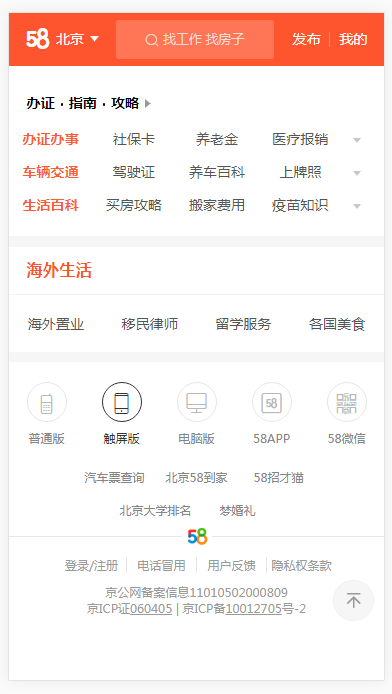 58 北京 找工作 找房子 发布 我的
办证 · 指南 · 攻略
办证办事 社保卡 养老金 医疗报销
车辆交通 驾驶证 养车百科 上牌照
生活百科 买房攻略 搬家费用 疫苗知识
海外生活
海外置业 移民律师 留学服务 各国美食
58
普通版 触屏版 电脑版 58APP 58微信
汽车票查询 北京58到家 58招才猫
北京大学排名 梦婚礼
58
登录/注册 电话冒用 用户反馈 隐私权条款
京公网备案信息11010502000809
京ICP证060405 | 京ICP备10012705号-2